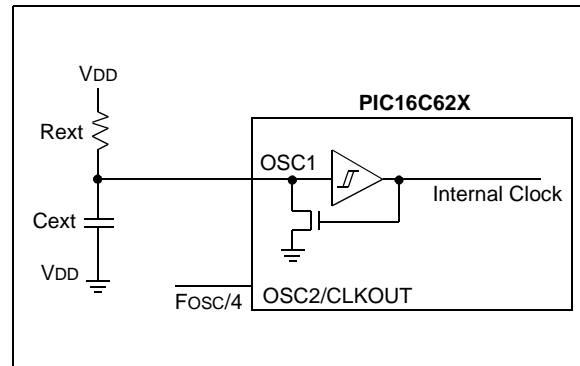 VDD
PIC16C62X
Rext
OSC1
Internal Clock
Cext
VDD
FOSC/4
OSC2/CLKOUT